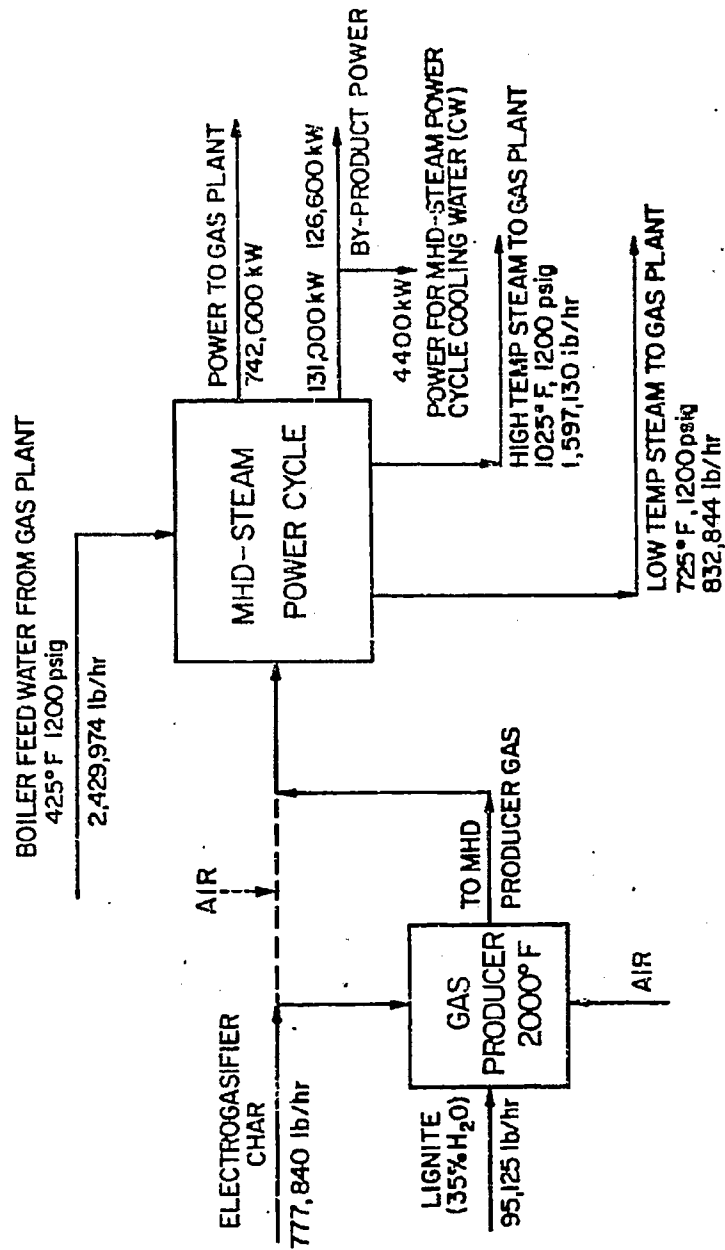 BOILER FEED WATER FROM GAS PLANT
425°F 1200 psig
2,429,974 lb/hr
AIR
ELECTROGASIFIER
CHAR
777,840 lb/hr
MHD-STEAM
POWER CYCLE
POWER TO GAS PLANT
742,000 kW
131,000 kW 126,600 kW
BY-PRODUCT POWER
4400 kW
POWER FOR MHD-STEAM POWER
CYCLE COOLING WATER (CW)
HIGH TEMP STEAM TO GAS PLANT
1025°F, 1200 psig
1,597,130 lb/hr
LOW TEMP STEAM TO GAS PLANT
725°F, 1200 psig
832,844 lb/hr
TO MHD
PRODUCER GAS
GAS
PRODUCER
2000°F
LIGNITE
(35% H₂O)
95,125 lb/hr
AIR